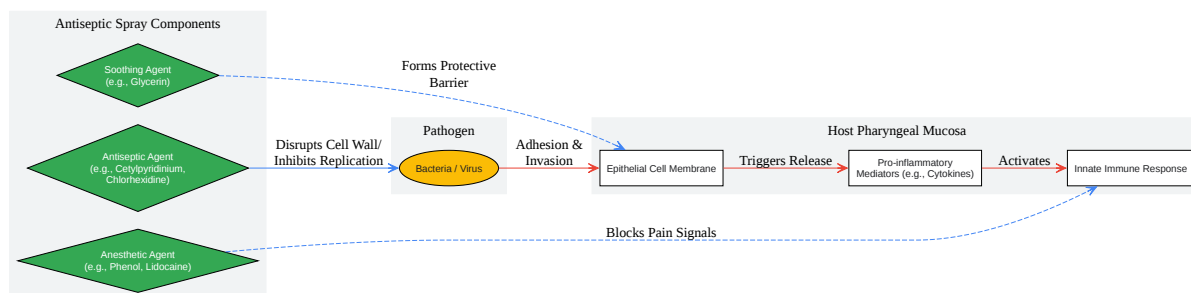 Antiseptic Spray Components
Soothing Agent
(e.g., Glycerin)
Forms Protective
Barrier
Antiseptic Agent
(e.g., Cetylpyridinium,
Chlorhexidine)
Disrupts Cell Wall/
Inhibits Replication
Pathogen
Bacteria / Virus
Adhesion &
Invasion
Host Pharyngeal Mucosa
Epithelial Cell Membrane
Triggers Release
Pro-inflammatory
Mediators (e.g., Cytokines)
Activates
Innate Immune Response
Anesthetic Agent
(e.g., Phenol, Lidocaine)
Blocks Pain Signals